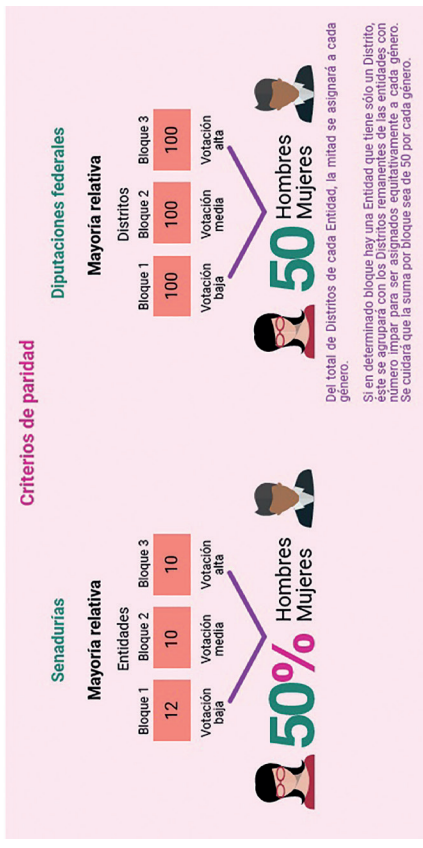 Criterios de paridad
Senadurías
Mayoría relativa
Entidades
Bloque 1
Bloque 2
Bloque 3
12
10
10
Votación baja
Votación media
Votación alta
50%
Hombres
Mujeres
Diputaciones federales
Mayoría relativa
Distritos
Bloque 1
Bloque 2
Bloque 3
100
100
100
Votación baja
Votación media
Votación alta
50
Hombres
Mujeres
Del total de Distritos de cada Entidad, la mitad se asignará a cada
género.
Si en determinado bloque hay una Entidad que tiene sólo un Distrito,
éste se agrupará con los Distritos remanentes de las entidades con
número impar para ser asignados equitativamente a cada género.
Se cuidará que la suma por bloque sea de 50 por cada género.